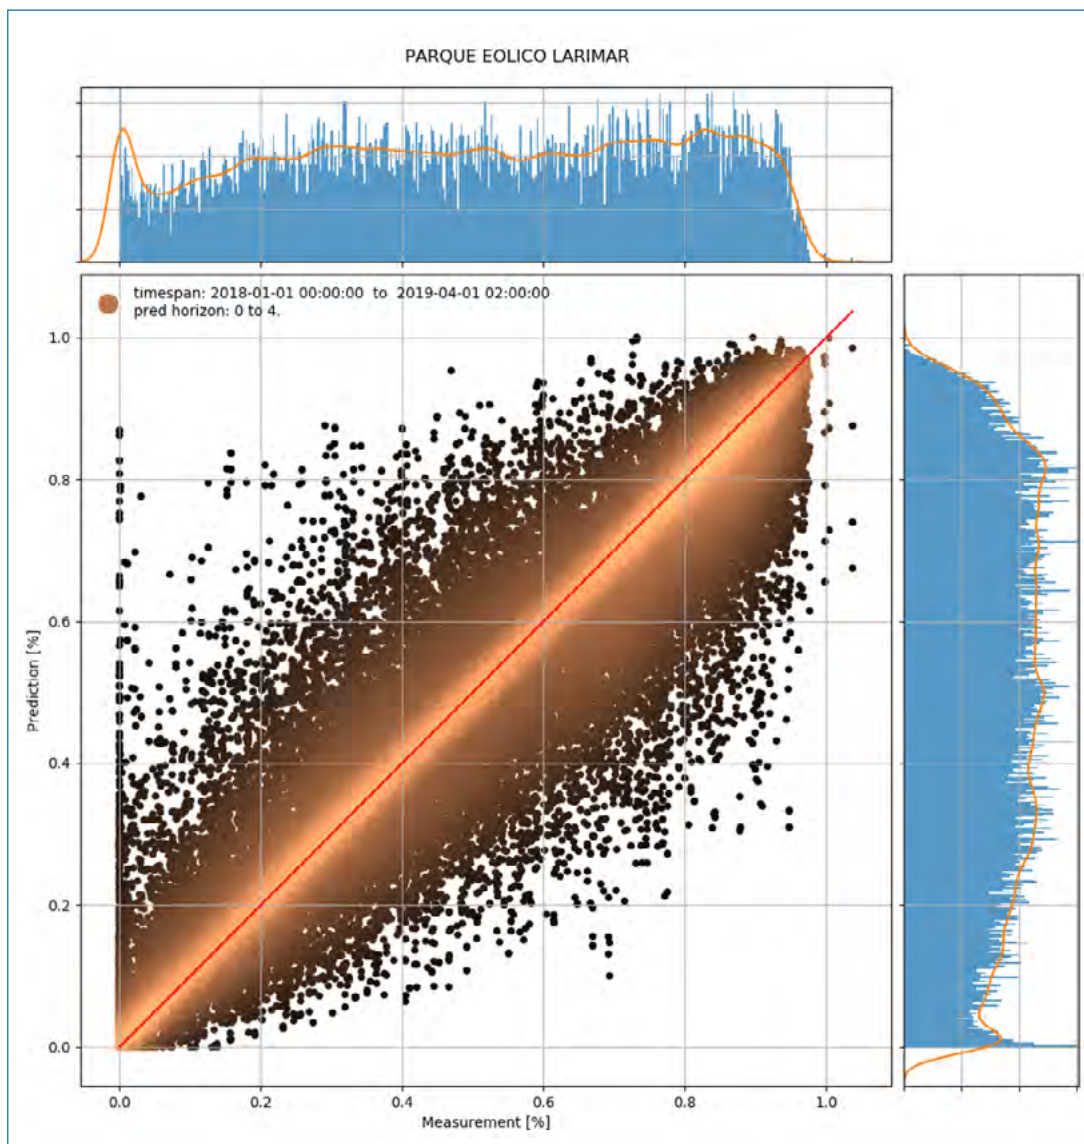 PARQUE EOLICO LARIMAR
timespan: 2018-01-01 00:00:00 to 2019-04-01 02:00:00
pred horizon: 0 to 4.
1.0
0.8
0.6
0.4
0.2
0.0
Prediction [%]
0.0 0.2 0.4 0.6 0.8 1.0
Measurement [%]